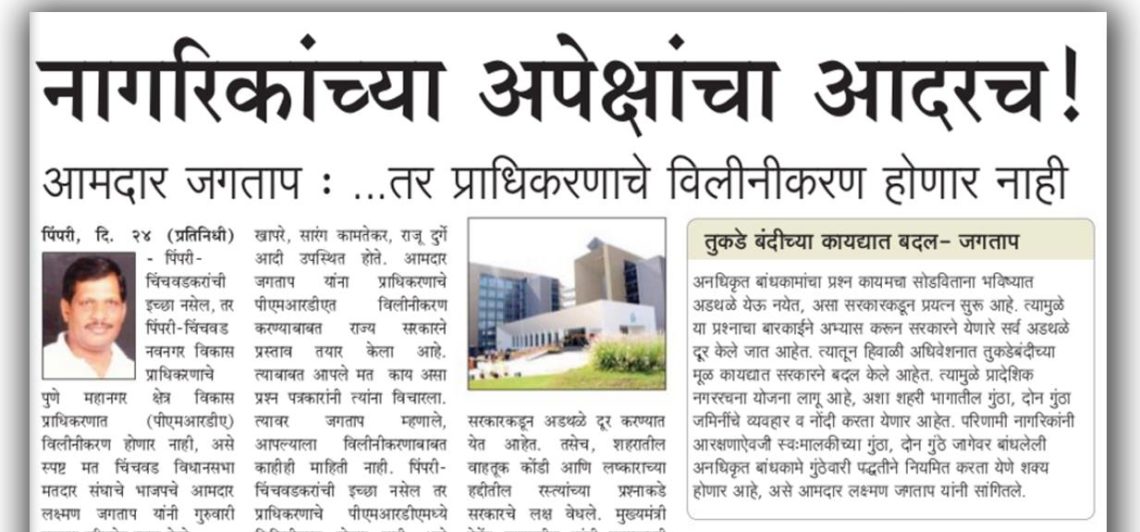 नागरिकांच्या अपेक्षांचा आदरच!
आमदार जगताप : ...तर प्राधिकरणाचे विलीनीकरण होणार नाही
पिंपरी, दि. २४ (प्रतिनिधी)
- पिंपरी-
चिंचवडकरांची
इच्छा नसेल, तर
पिंपरी-चिंचवड
नवनगर विकास
प्राधिकरणाचे
पुणे महानगर क्षेत्र विकास
प्राधिकरणात (पीएमआरडीए)
विलीनीकरण होणार नाही, असे
स्पष्ट मत चिंचवड विधानसभा
मतदार संघाचे भाजपचे आमदार
लक्ष्मण जगताप यांनी गुरुवारी
खापरे, सारंग कामतेकर, राजू दुर्गे
आदी उपस्थित होते. आमदार
जगताप यांना प्राधिकरणाचे
पीएमआरडीएत विलीनीकरण
करण्याबाबत राज्य सरकारने
प्रस्ताव तयार केला आहे.
त्याबाबत आपले मत काय असा
प्रश्न पत्रकारांनी त्यांना विचारला.
त्यावर जगताप म्हणाले,
आपल्याला विलीनीकरणाबाबत
काहीही माहिती नाही. पिंपरी-
चिंचवडकरांची इच्छा नसेल तर
प्राधिकरणाचे पीएमआरडीएमध्ये
सरकारकडून अडथळे दूर करण्यात
येत आहेत. तसेच, शहरातील
वाहतूक कोंडी आणि लष्कराच्या
हद्दीतील रस्त्यांच्या प्रश्नाकडे
सरकारचे लक्ष वेधले. मुख्यमंत्री
तुकडे बंदीच्या कायद्यात बदल- जगताप
अनधिकृत बांधकामांचा प्रश्न कायमचा सोडविताना भविष्यात
अडथळे येऊ नयेत, असा सरकारकडून प्रयत्न सुरू आहे. त्यामुळे
या प्रश्नाचा बारकाईने अभ्यास करून सरकारने येणारे सर्व अडथळे
दूर केले जात आहेत. त्यातून हिवाळी अधिवेशनात तुकडेबंदीच्या
मूळ कायद्यात सरकारने बदल केले आहेत. त्यामुळे प्रादेशिक
नगररचना योजना लागू आहे, अशा शहरी भागातील गुंठा, दोन गुंठा
जमिनींचे व्यवहार व नोंदी करता येणार आहेत. परिणामी नागरिकांनी
आरक्षणाऐवजी स्वःमालकीच्या गुंठा, दोन गुंठे जागेवर बांधलेली
अनधिकृत बांधकामे गुंठेवारी पद्धतीने नियमित करता येणे शक्य
होणार आहे, असे आमदार लक्ष्मण जगताप यांनी सांगितले.